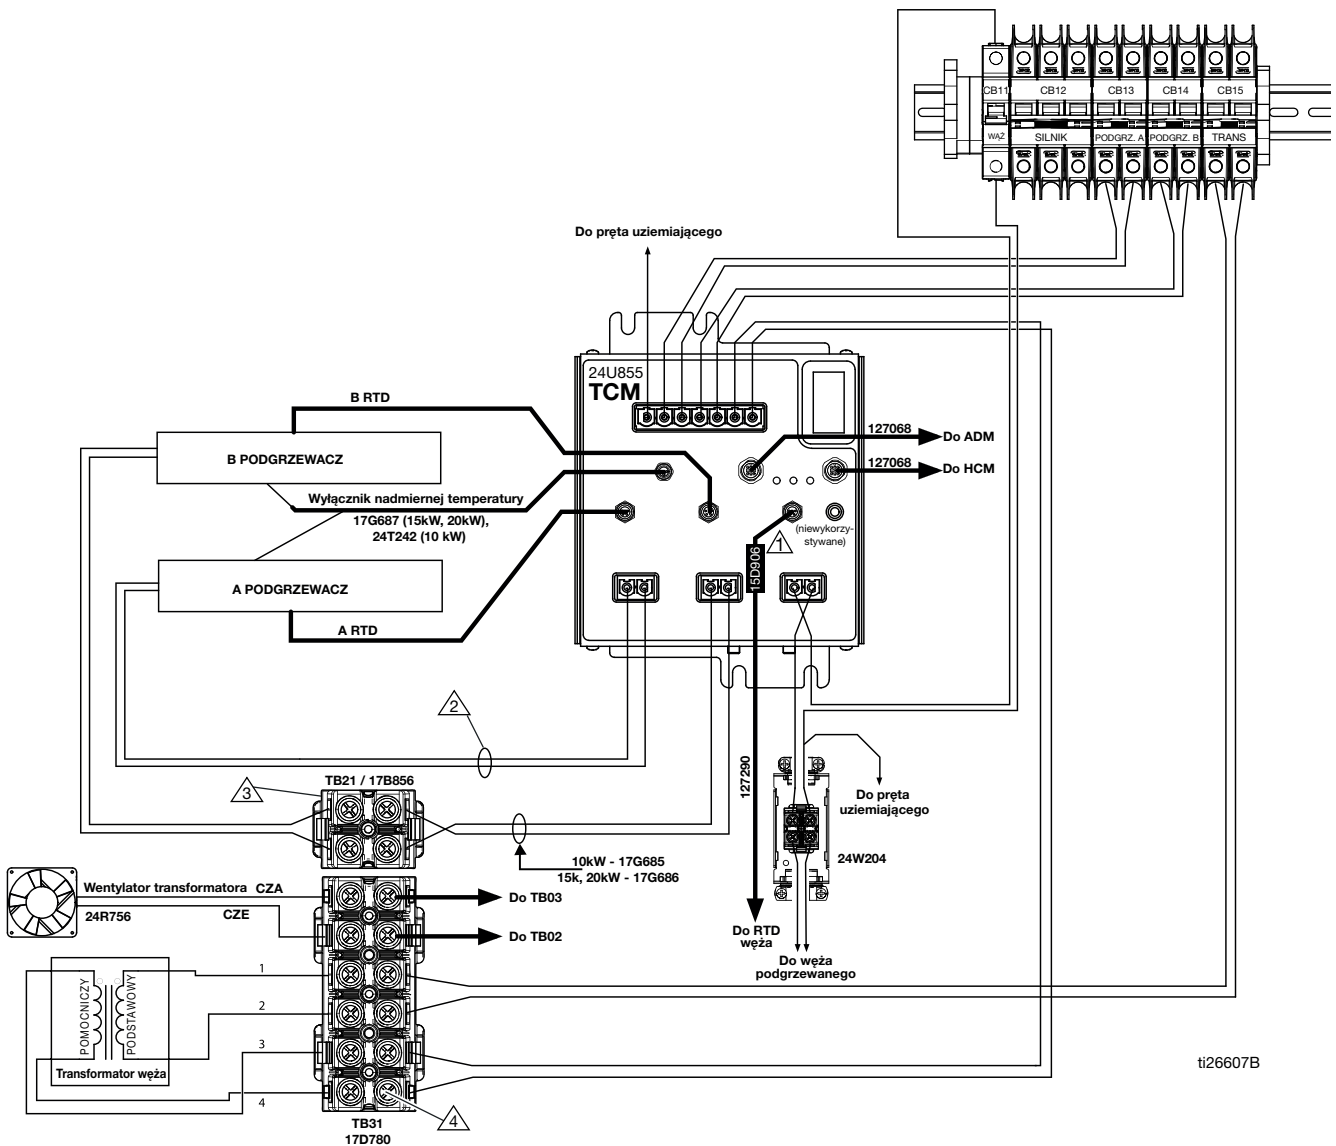 CB11 CB12 CB13 CB14 CB15
WĄŻ SILNIK PODGRZ. A PODGRZ. B TRANS
Do pręta uziemiającego
24U855
TCM
B RTD
B PODGRZEWACZ
127068 Do ADM
127068 Do HCM
Wyłącznik nadmiernej temperatury
17G687 (15kW, 20kW),
24T242 (10 kW)
(niewykorzy-
stywane)
1
15D906
A PODGRZEWACZ
A RTD
2
127290
3
TB21 / 17B856
Do pręta
uziemiającego
24W204
10kW - 17G685
15k, 20kW - 17G686
Wentylator transformatora CZA
24R756
CZE
Do TB03
Do TB02
Do RTD
węża
Do węża
podgrzewanego
1
2
3
4
POMOCNICZY
PODSTAWOWY
Transformator węża
4
TB31
17D780
ti26607B